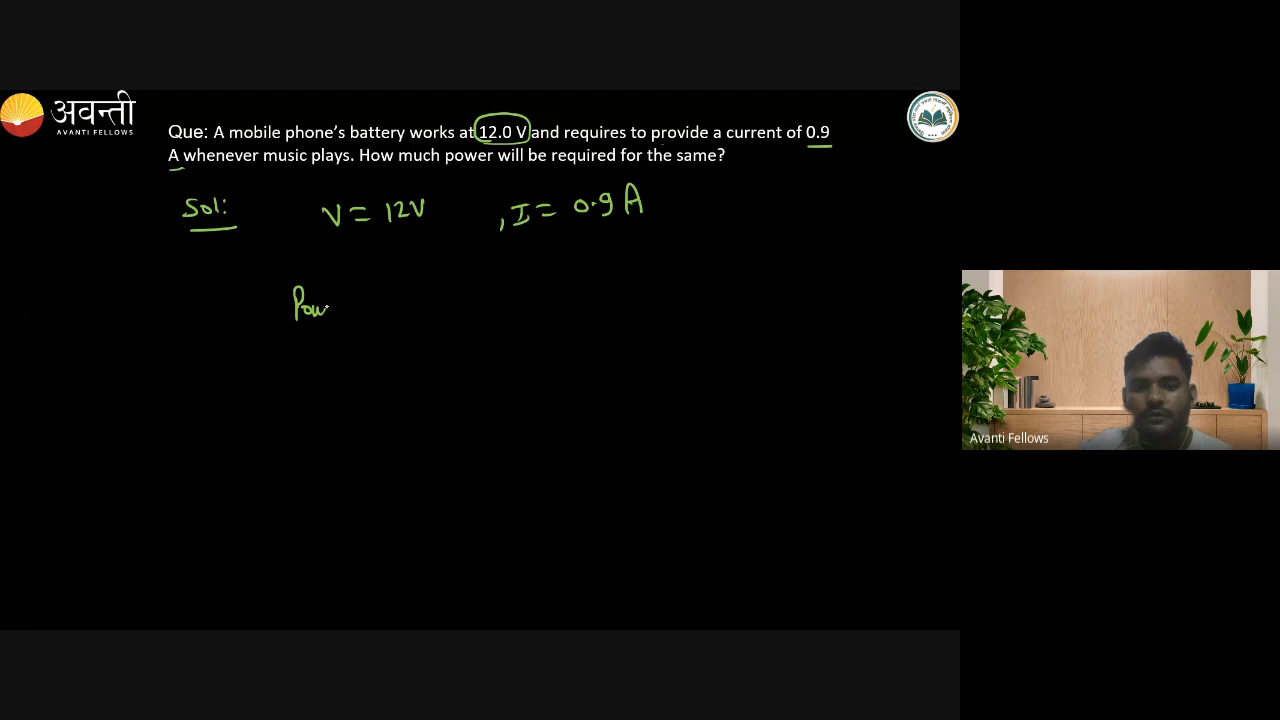 अवन्ती
AVANTI FELLOWS
Que: A mobile phone's battery works at 12.0 V and requires to provide a current of 0.9
A whenever music plays. How much power will be required for the same?
Sol: V = 12V , I = 0.9 A
Pow
Avanti Fellows